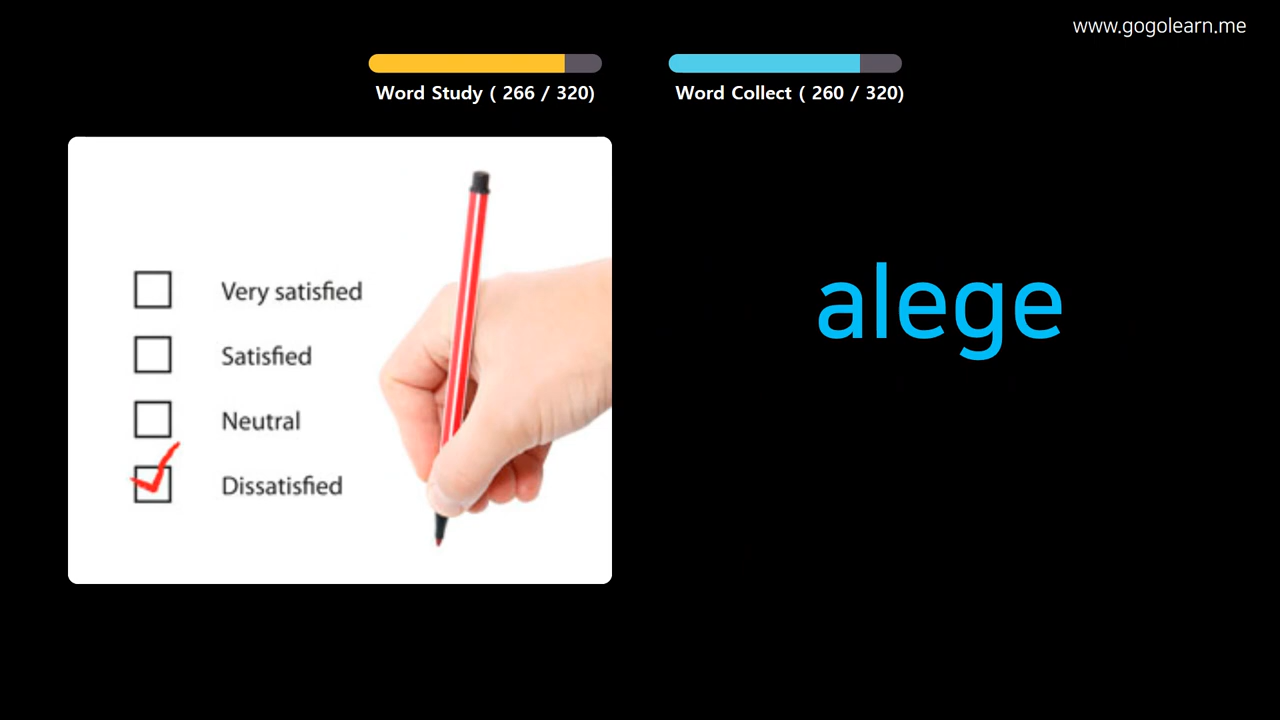 www.gogolearn.me
Word Study ( 266 / 320)
Word Collect ( 260 / 320)
Very satisfied
Satisfied
Neutral
Dissatisfied
alege